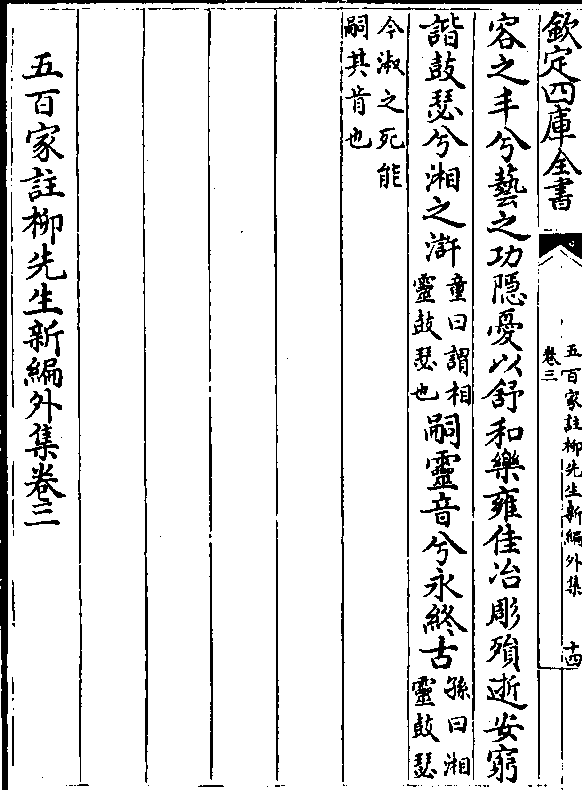 欽定四庫全書
五百家註柳先生新編外集
卷三
十四
容之丰兮藝之功隱憂以舒和樂雍佳冶彫殞逝安窮
諧鼓瑟兮湘之滸童曰謂相靈鼓瑟也嗣靈音兮永終古孫曰湘靈鼓瑟
今淑之死能嗣其音也
五百家註柳先生新編外集卷三